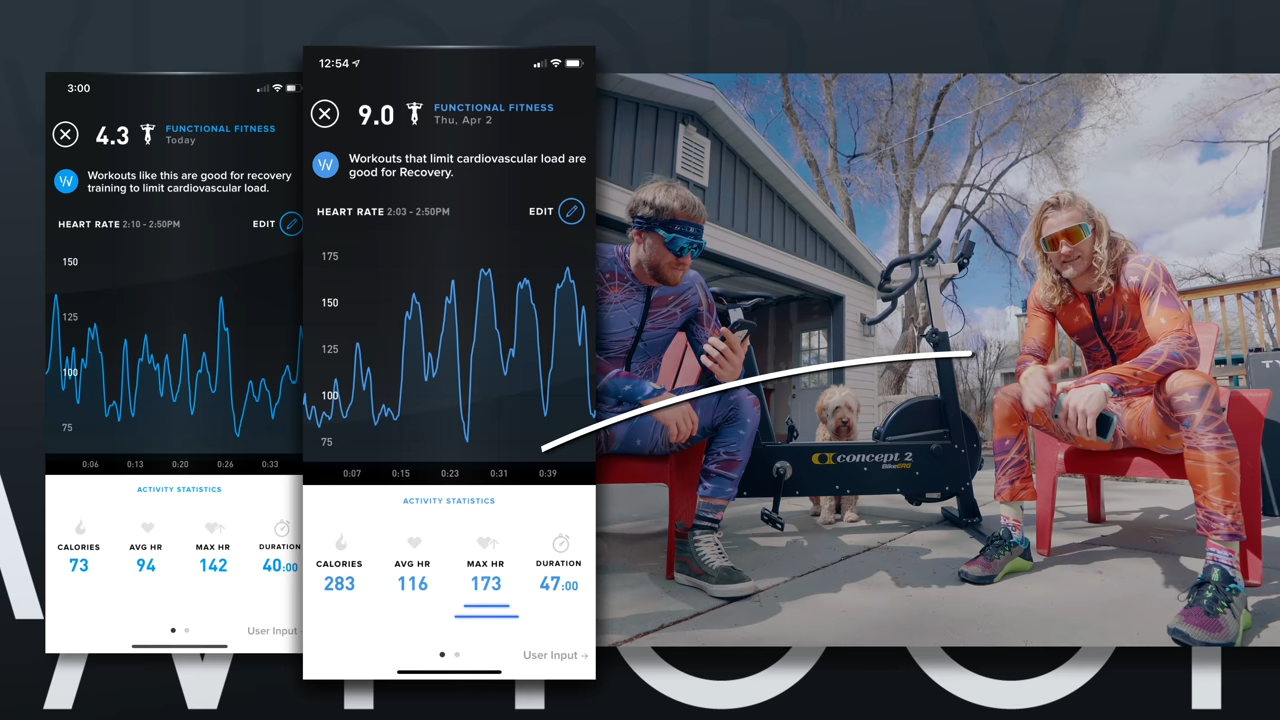 3:00
4.3
FUNCTIONAL FITNESS
Today
Workouts like this are good for recovery
training to limit cardiovascular load.
HEART RATE 2:10 - 2:50PM
EDIT
150
125
100
75
0:06 0:13 0:20 0:26 0:33
ACTIVITY STATISTICS
CALORIES AVG HR MAX HR DURATION
73 94 142 40:00
User Input
12:54
9.0
FUNCTIONAL FITNESS
Thu, Apr 2
Workouts that limit cardiovascular load are
good for Recovery.
HEART RATE 2:03 - 2:50PM
EDIT
175
150
125
100
75
0:07 0:15 0:23 0:31 0:39
ACTIVITY STATISTICS
CALORIES AVG HR MAX HR DURATION
283 116 173 47:00
User Input →
concept 2
BikeERG